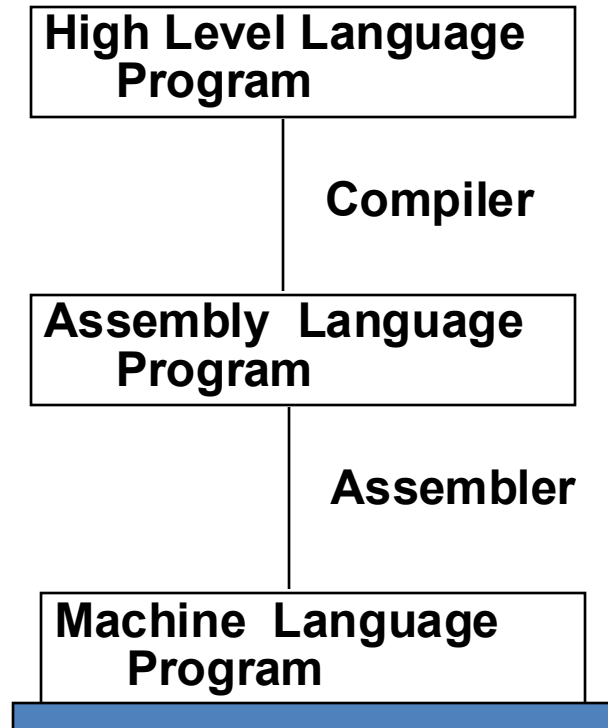 High Level Language
Program
Compiler
Assembly Language
Program
Assembler
Machine Language
Program